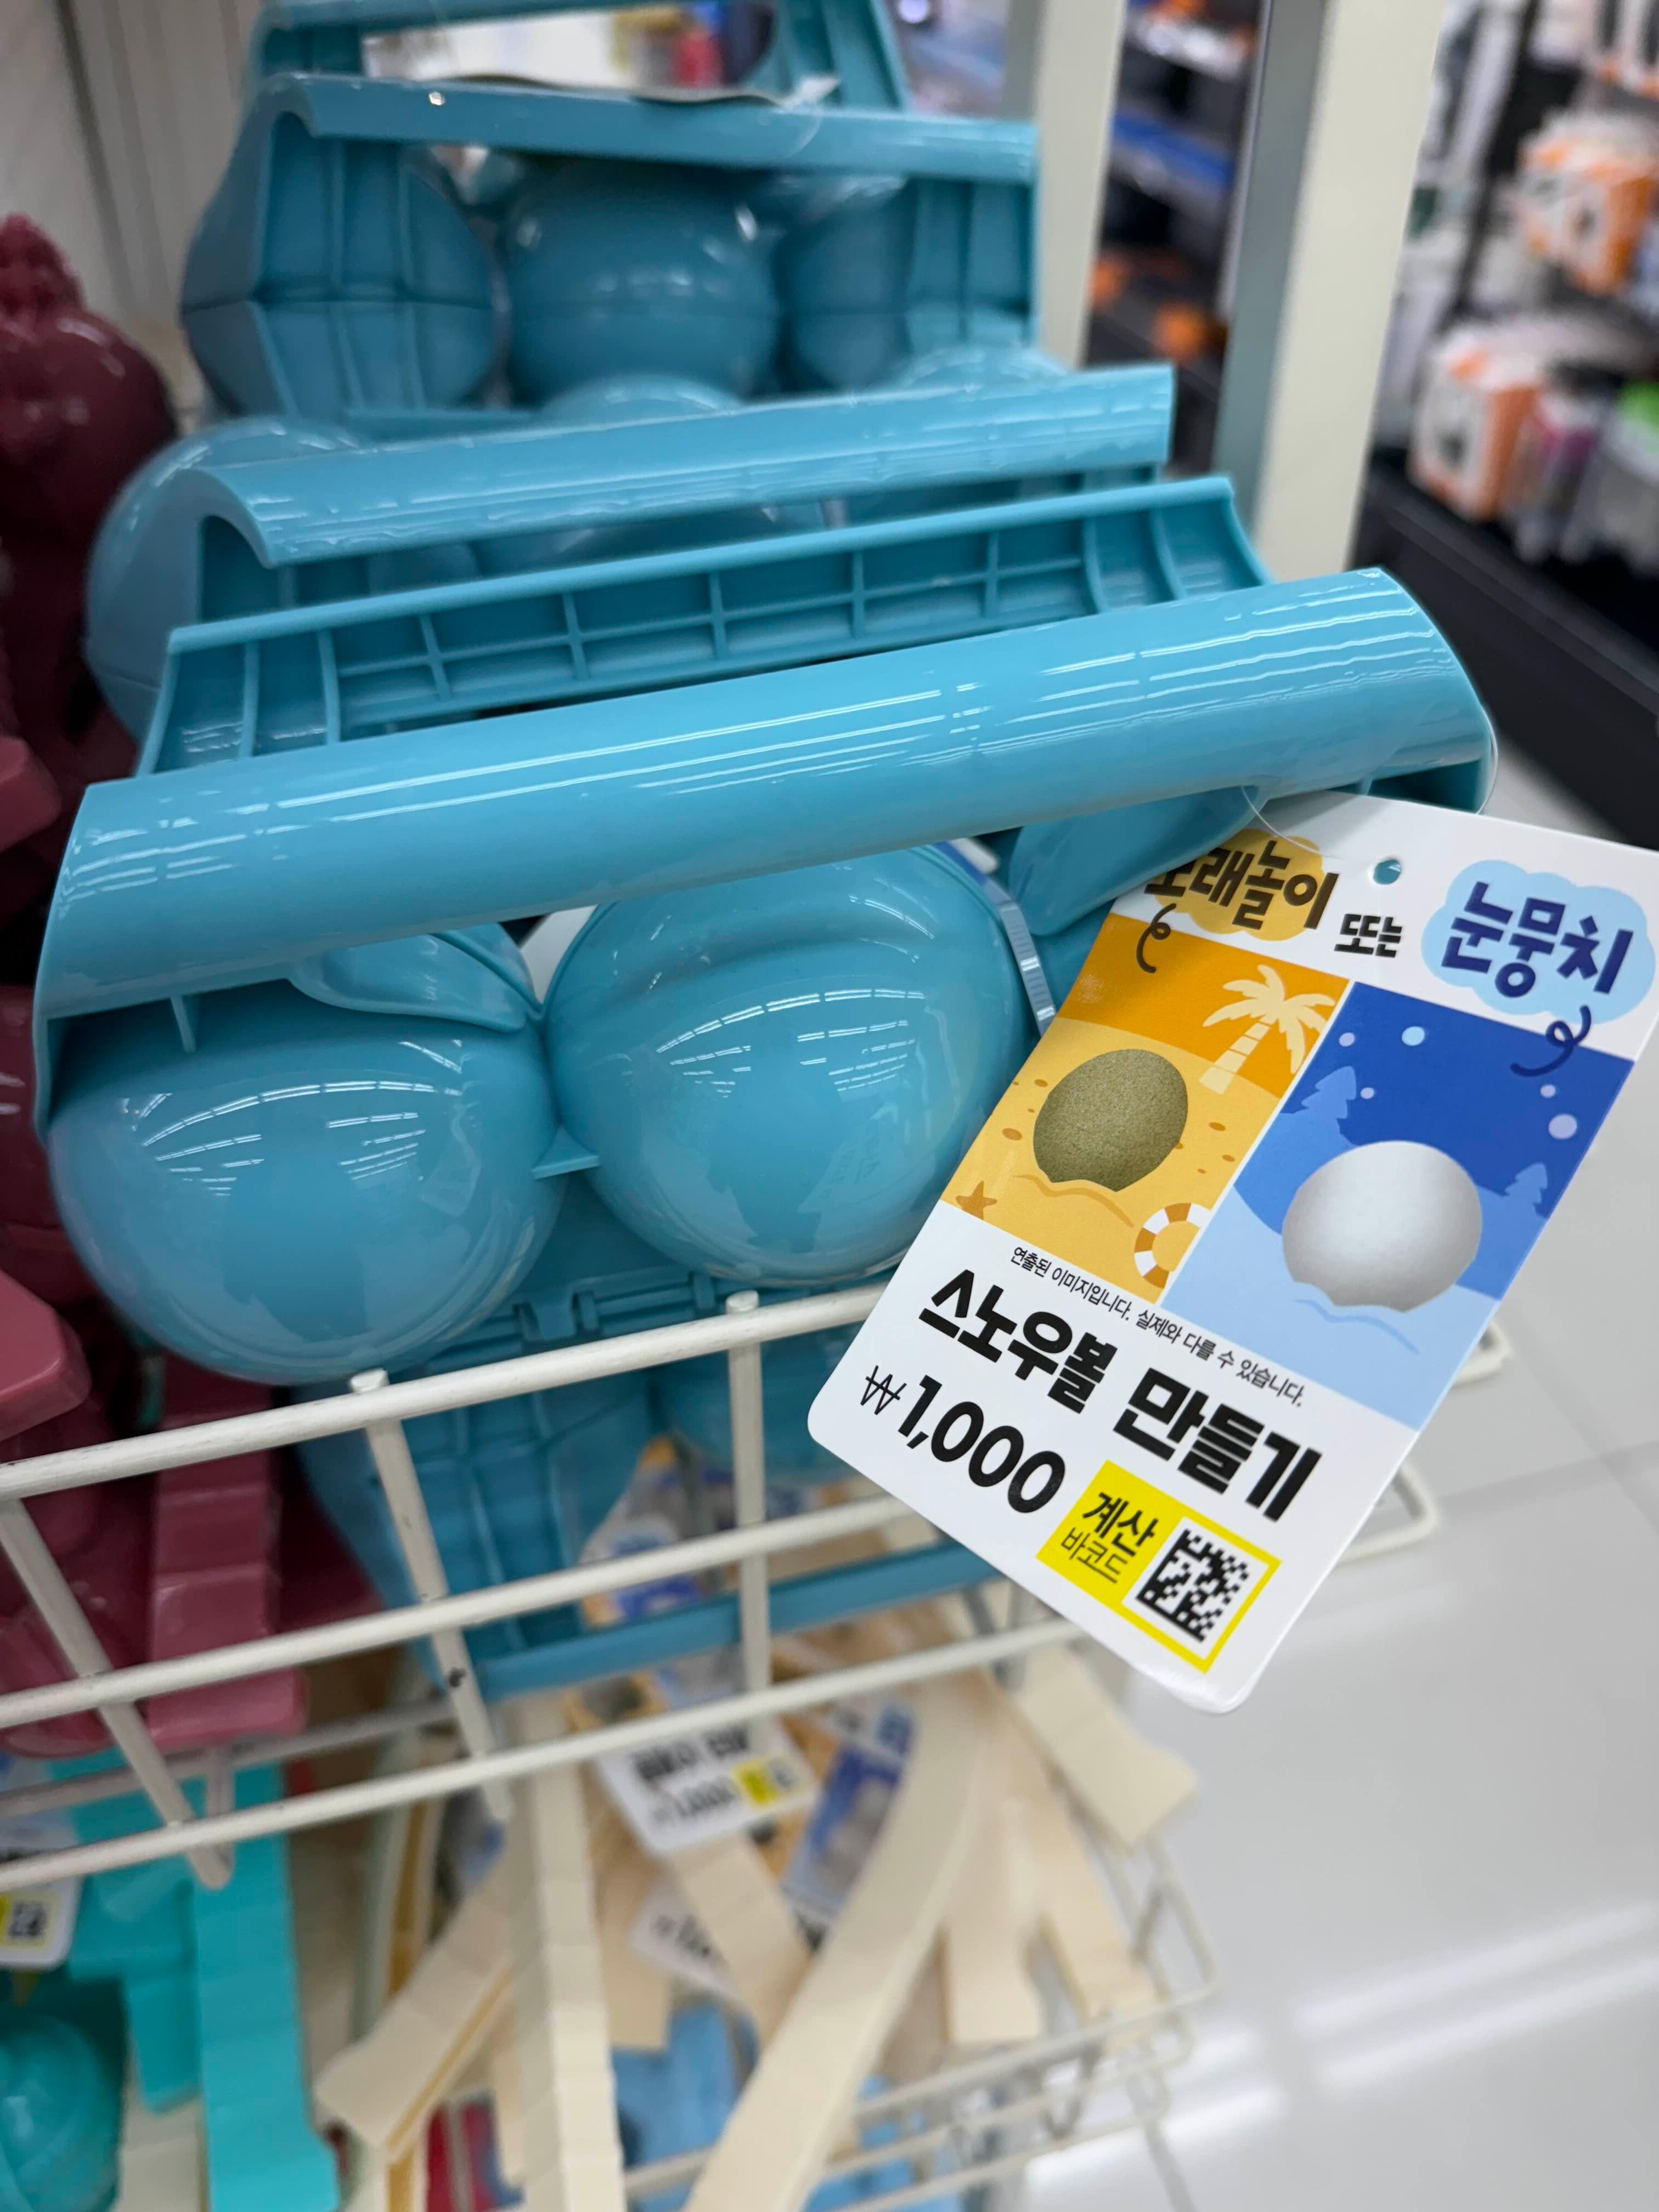 모래놀이 또는 눈뭉치
연출된 이미지입니다. 실제와 다를 수 있습니다.
스노우볼 만들기
₩1,000
계산
바코드